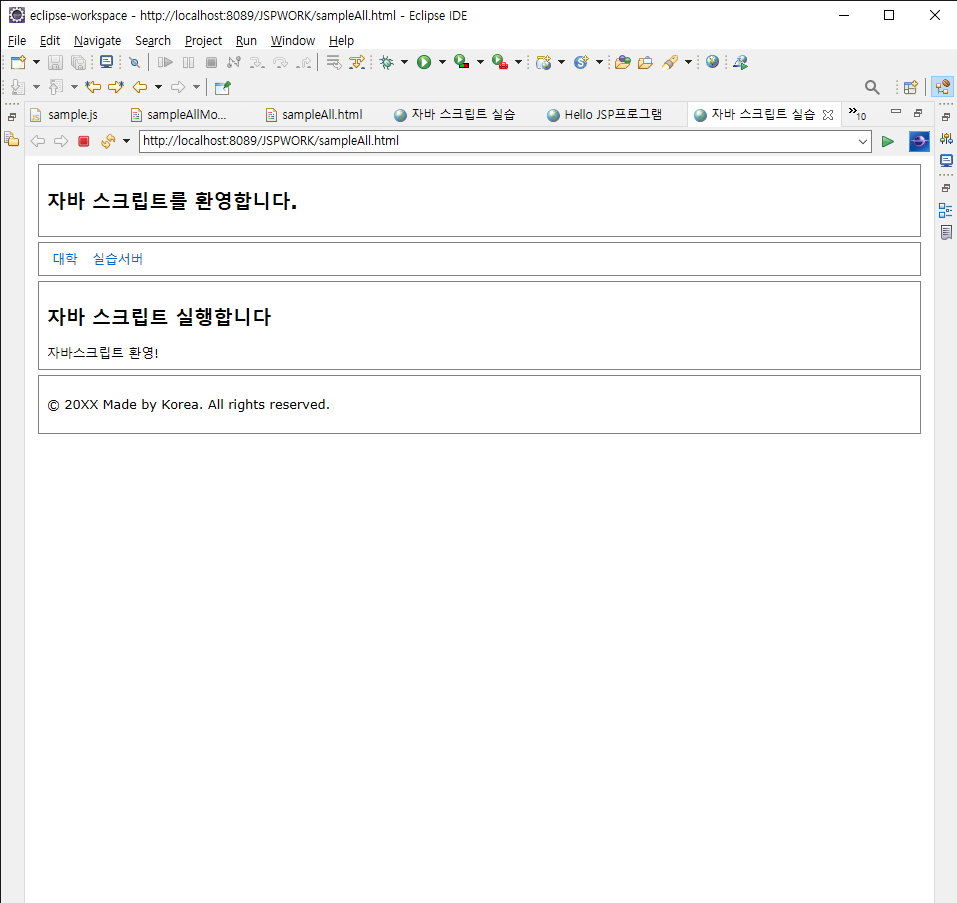 eclipse-workspace - http://localhost:8089/JSPWORK/sampleAll.html - Eclipse IDE
File Edit Navigate Search Project Run Window Help
sample.js sampleAllMo... sampleAll.html 자바 스크립트 실습 Hello JSP프로그램 자바 스크립트 실습 10
http://localhost:8089/JSPWORK/sampleAll.html
자바 스크립트를 환영합니다.
대학 실습서버
자바 스크립트 실행합니다
자바스크립트 환영!
© 20XX Made by Korea. All rights reserved.